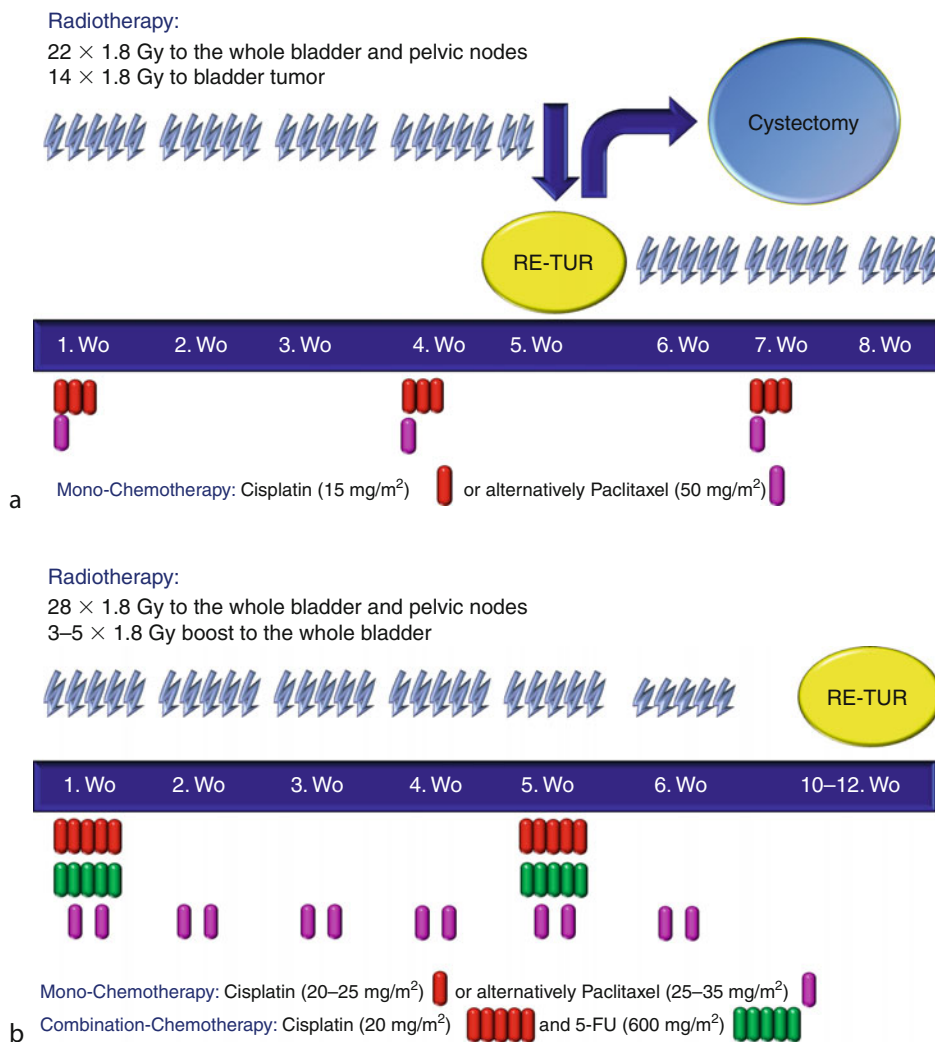 Radiotherapy:
22 × 1.8 Gy to the whole bladder and pelvic nodes
14 × 1.8 Gy to bladder tumor
Cystectomy
RE-TUR
1. Wo 2. Wo 3. Wo 4. Wo 5. Wo 6. Wo 7. Wo 8. Wo
Mono-Chemotherapy: Cisplatin (15 mg/m²) or alternatively Paclitaxel (50 mg/m²)
a
Radiotherapy:
28 × 1.8 Gy to the whole bladder and pelvic nodes
3–5 × 1.8 Gy boost to the whole bladder
RE-TUR
1. Wo 2. Wo 3. Wo 4. Wo 5. Wo 6. Wo 10–12. Wo
Mono-Chemotherapy: Cisplatin (20–25 mg/m²) or alternatively Paclitaxel (25–35 mg/m²)
Combination-Chemotherapy: Cisplatin (20 mg/m²) and 5-FU (600 mg/m²)
b